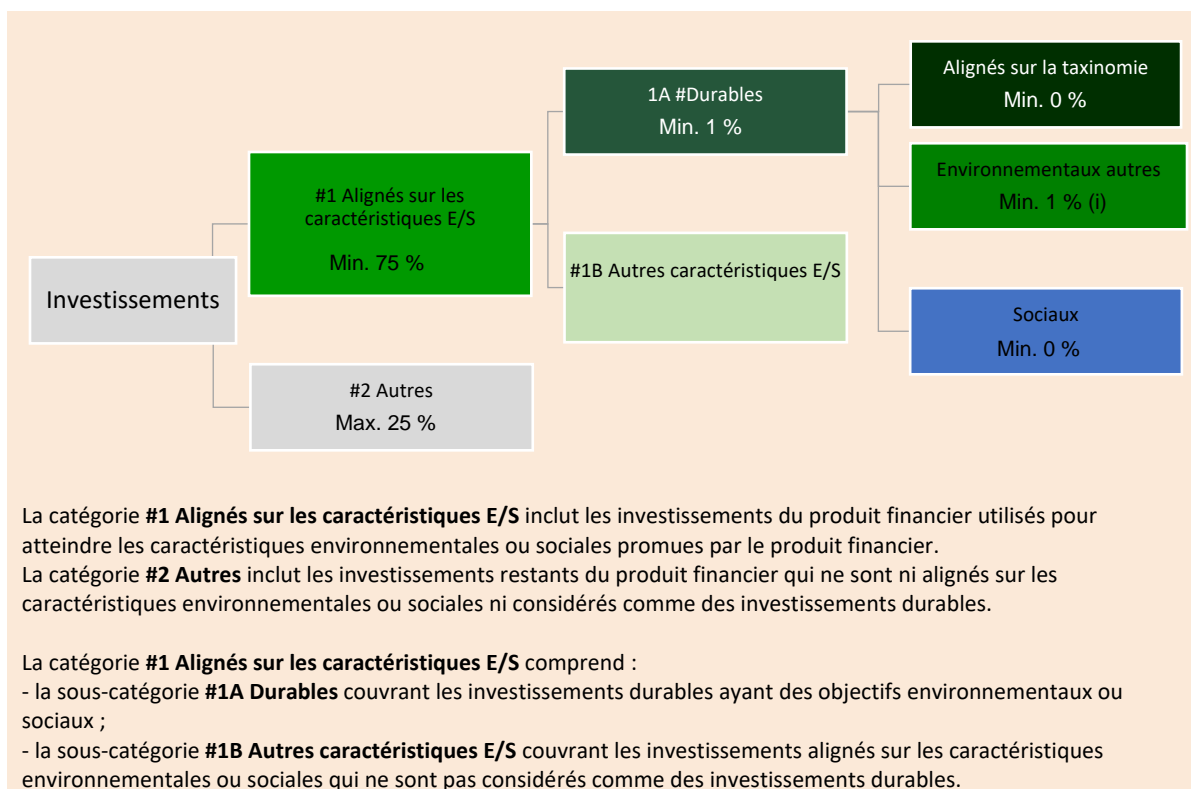 Investissements
#1 Alignés sur les
caractéristiques E/S
Min. 75 %
#2 Autres
Max. 25 %
1A #Durables
Min. 1 %
#1B Autres caractéristiques E/S
Alignés sur la taxinomie
Min. 0 %
Environnementaux autres
Min. 1 % (i)
Sociaux
Min. 0 %
La catégorie #1 Alignés sur les caractéristiques E/S inclut les investissements du produit financier utilisés pour
atteindre les caractéristiques environnementales ou sociales promues par le produit financier.
La catégorie #2 Autres inclut les investissements restants du produit financier qui ne sont ni alignés sur les
caractéristiques environnementales ou sociales ni considérés comme des investissements durables.
La catégorie #1 Alignés sur les caractéristiques E/S comprend :
- la sous-catégorie #1A Durables couvrant les investissements durables ayant des objectifs environnementaux ou
sociaux ;
- la sous-catégorie #1B Autres caractéristiques E/S couvrant les investissements alignés sur les caractéristiques
environnementales ou sociales qui ne sont pas considérés comme des investissements durables.